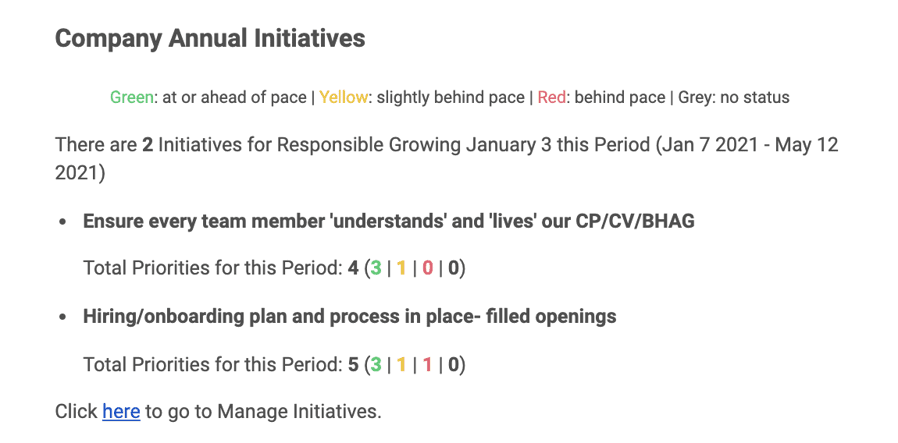 Company Annual Initiatives
Green: at or ahead of pace | Yellow: slightly behind pace | Red: behind pace | Grey: no status
There are 2 Initiatives for Responsible Growing January 3 this Period (Jan 7 2021 - May 12
2021)
• Ensure every team member 'understands' and 'lives' our CP/CV/BHAG
Total Priorities for this Period: 4 (3 | 1 | 0 | 0)
• Hiring/onboarding plan and process in place- filled openings
Total Priorities for this Period: 5 (3 | 1 | 1 | 0)
Click here to go to Manage Initiatives.